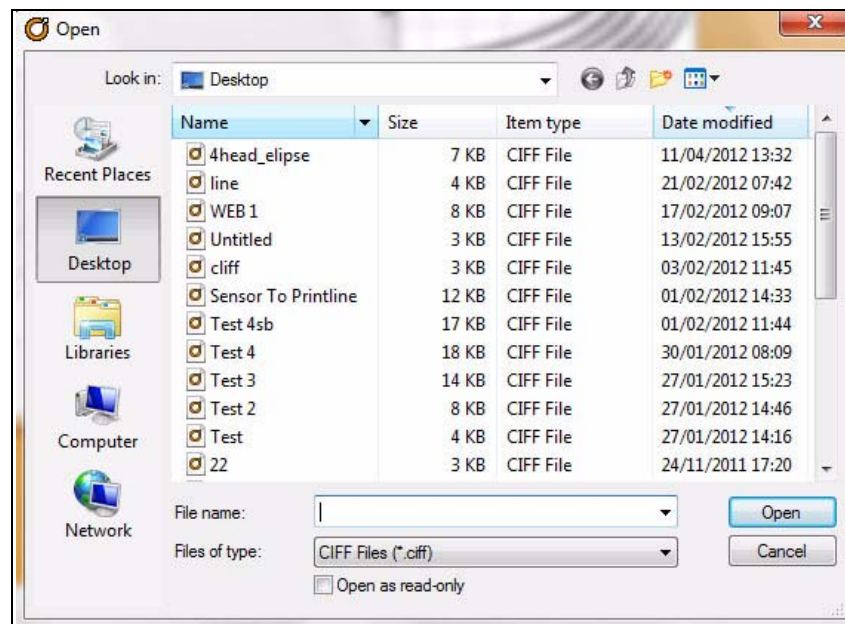 Open
Look in: Desktop
Name Size Item type Date modified
4head_elipse 7 KB CIFF File 11/04/2012 13:32
line 4 KB CIFF File 21/02/2012 07:42
WEB 1 8 KB CIFF File 17/02/2012 09:07
Untitled 3 KB CIFF File 13/02/2012 15:55
cliff 3 KB CIFF File 03/02/2012 11:45
Sensor To Printline 12 KB CIFF File 01/02/2012 14:33
Test 4sb 17 KB CIFF File 01/02/2012 11:44
Test 4 18 KB CIFF File 30/01/2012 08:09
Test 3 14 KB CIFF File 27/01/2012 15:23
Test 2 8 KB CIFF File 27/01/2012 14:46
Test 4 KB CIFF File 27/01/2012 14:16
22 3 KB CIFF File 24/11/2011 17:20
Recent Places
Desktop
Libraries
Computer
Network
File name: Open
Files of type: CIFF Files (*.ciff) Cancel
Open as read-only